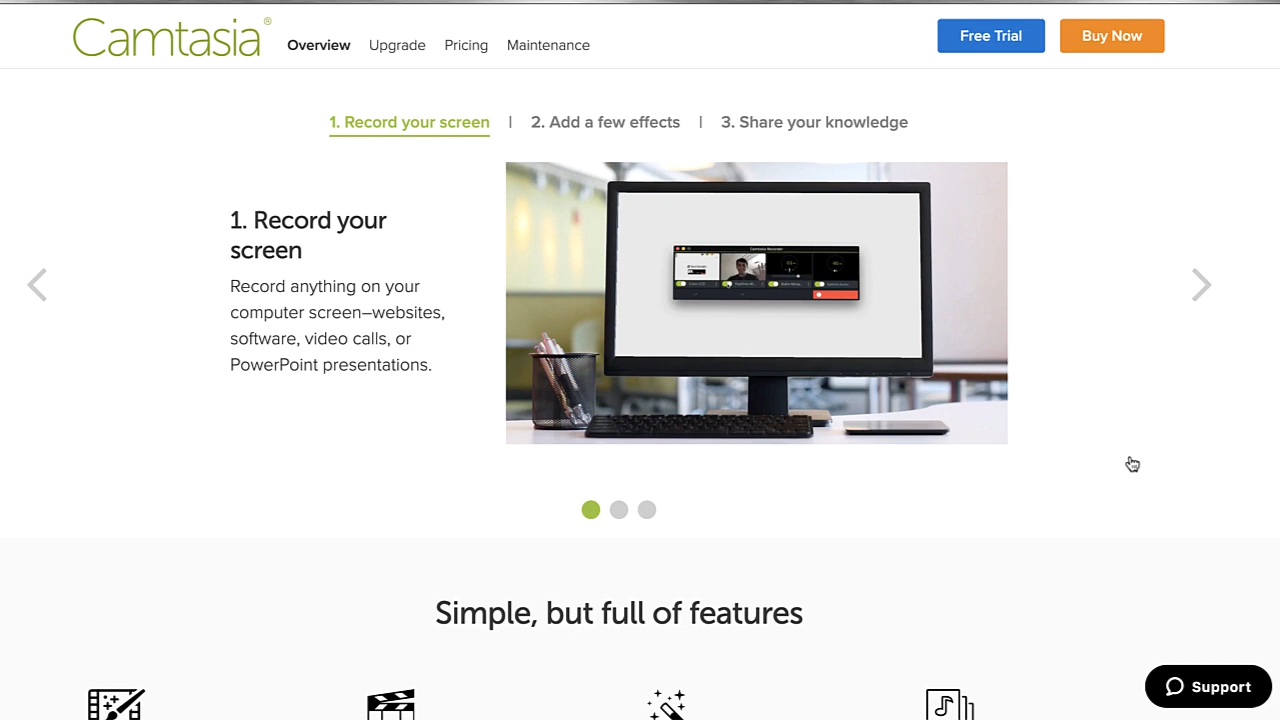 Camtasia®
Overview Upgrade Pricing Maintenance
Free Trial
Buy Now
1. Record your screen | 2. Add a few effects | 3. Share your knowledge
1. Record your
screen
Record anything on your
computer screen–websites,
software, video calls, or
PowerPoint presentations.
Camtasia Recorder
Simple, but full of features
Support